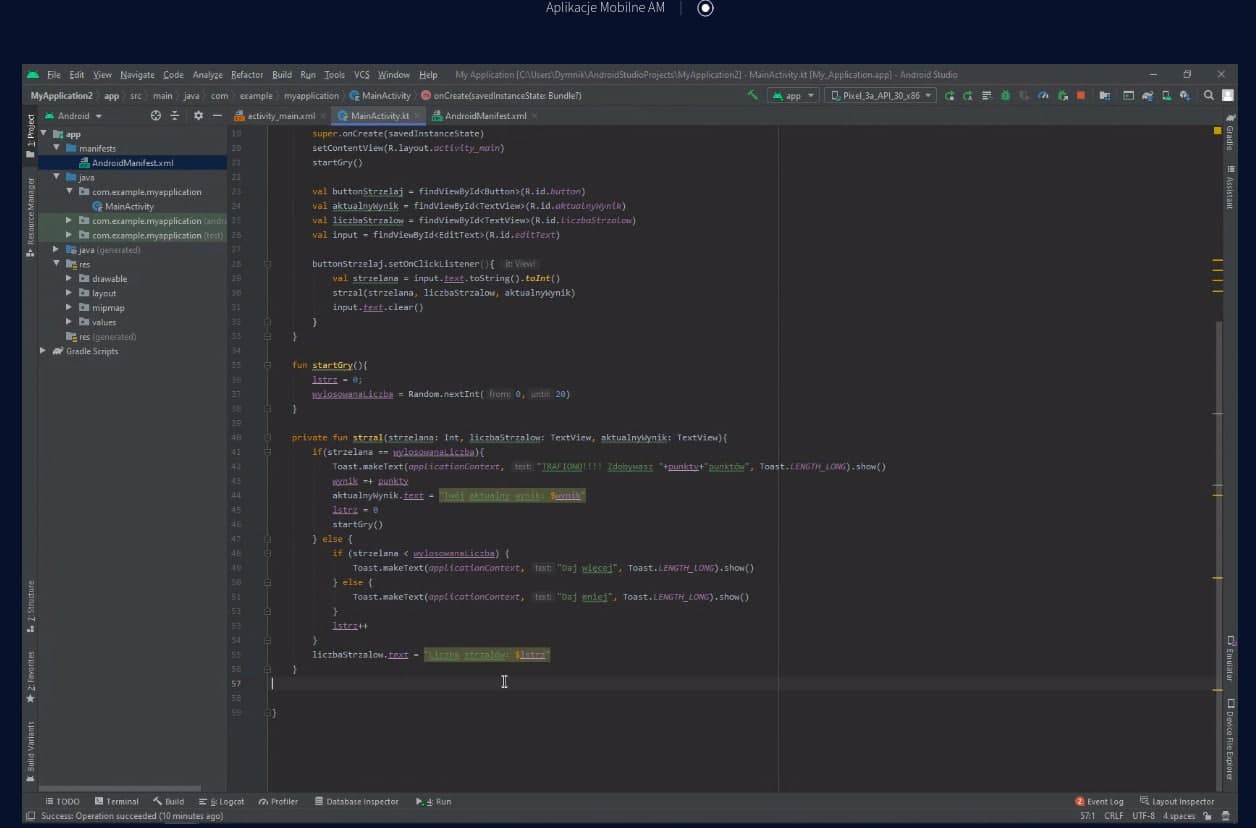 Aplikacje Mobilne AM
File Edit View Navigate Code Analyze Refactor Build Run Tools VCS Window Help My Application [C:\Users\Dymnik\AndroidStudioProjects\MyApplication2] - MainActivity.kt [My_Application.app] - Android Studio
MyApplication2 app src main java com example myapplication MainActivity onCreate(savedInstanceState: Bundle?) app Pixel_3a_API_30_x86
Android activity_main.xml MainActivity.kt AndroidManifest.xml
1: Project
Resource Manager
Z: Structure
2: Favorites
Build Variants
app
manifests
AndroidManifest.xml
java
com.example.myapplication
MainActivity
com.example.myapplication
com.example.myapplication (test)
java (generated)
res
drawable
layout
mipmap
values
res (generated)
Gradle Scripts
19 super.onCreate(savedInstanceState)
20 setContentView(R.layout.activity_main)
21 startGry()
22
23 val buttonStrzelaj = findViewById<Button>(R.id.button)
24 val aktualnyWynik = findViewById<TextView>(R.id.aktualnyWynik)
25 val liczbaStrzalow = findViewById<TextView>(R.id.liczbaStrzalow)
26 val input = findViewById<EditText>(R.id.editText)
27
28 buttonStrzelaj.setOnClickListener(){ it: View!
29 val strzelana = input.text.toString().toInt()
30 strzal(strzelana, liczbaStrzalow, aktualnyWynik)
31 input.text.clear()
32 }
33 }
34
35 fun startGry(){
36 lstrz = 0;
37 wylosowanaLiczba = Random.nextInt( from: 0, until: 20)
38 }
39
40 private fun strzal(strzelana: Int, liczbaStrzalow: TextView, aktualnyWynik: TextView){
41 if(strzelana == wylosowanaLiczba){
42 Toast.makeText(applicationContext, text: "TRAFIONO!!!! Zdobywasz "+punkty+"punktów", Toast.LENGTH_LONG).show()
43 wynik =+ punkty
44 aktualnyWynik.text = "Twój aktualny wynik: $wynik"
45 lstrz = 0
46 startGry()
47 } else {
48 if (strzelana < wylosowanaLiczba) {
49 Toast.makeText(applicationContext, text: "Daj więcej", Toast.LENGTH_LONG).show()
50 } else {
51 Toast.makeText(applicationContext, text: "Daj mniej", Toast.LENGTH_LONG).show()
52 }
53 lstrz++
54 }
55 liczbaStrzalow.text = "Liczba strzałów: $lstrz"
56 }
57
58
59 }
Gradle
Assistant
Emulator
Device File Explorer
TODO Terminal Build 6: Logcat Profiler Database Inspector 4: Run 2 Event Log Layout Inspector
Success: Operation succeeded (10 minutes ago) 57:1 CRLF UTF-8 4 spaces